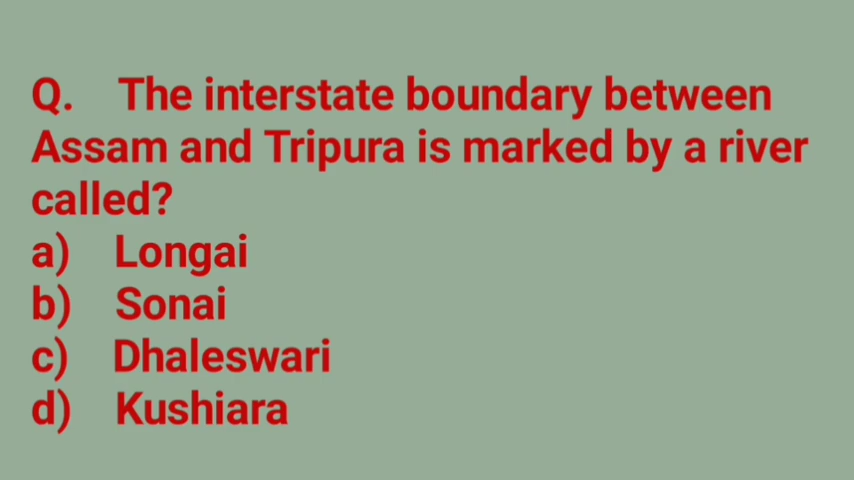 Q. The interstate boundary between
Assam and Tripura is marked by a river
called?
a) Longai
b) Sonai
c) Dhaleswari
d) Kushiara